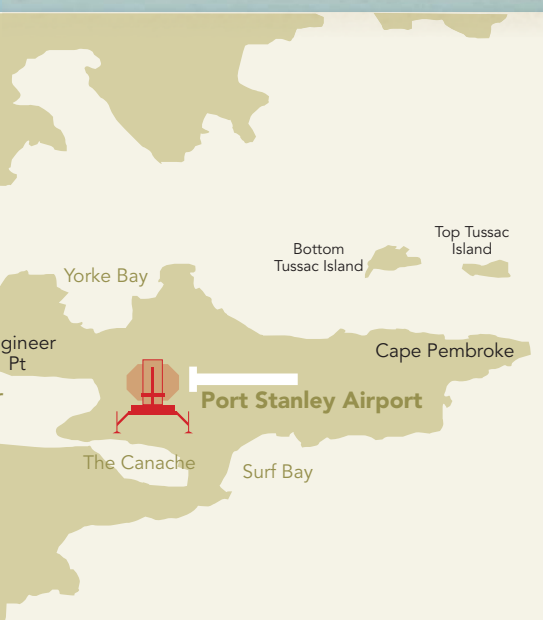 Top Tussac
Island
Bottom
Tussac Island
Yorke Bay
gineer
Pt
Cape Pembroke
Port Stanley Airport
The Canache
Surf Bay